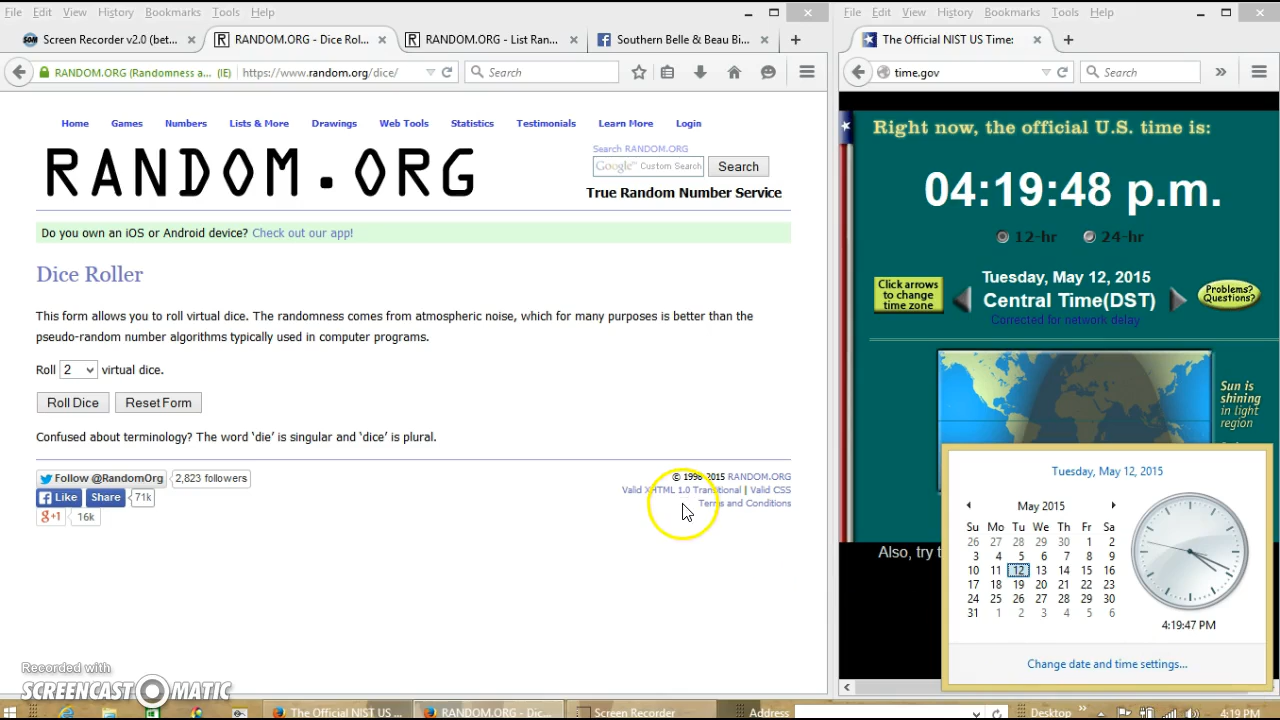 File Edit View History Bookmarks Tools Help
Screen Recorder v2.0 (bet...
RANDOM.ORG - Dice Rol...
RANDOM.ORG - List Ran...
Southern Belle & Beau Bi...
RANDOM.ORG (Randomness a... (IE) https://www.random.org/dice/ Search
Home Games Numbers Lists & More Drawings Web Tools Statistics Testimonials Learn More Login
RANDOM.ORG
Search RANDOM.ORG
Google™ Custom Search Search
True Random Number Service
Do you own an iOS or Android device? Check out our app!
Dice Roller
This form allows you to roll virtual dice. The randomness comes from atmospheric noise, which for many purposes is better than the
pseudo-random number algorithms typically used in computer programs.
Roll 2 virtual dice.
Roll Dice Reset Form
Confused about terminology? The word ‘die’ is singular and ‘dice’ is plural.
Follow @RandomOrg 2,823 followers
Like Share 71k
g+1 16k
© 1998-2015 RANDOM.ORG
Valid XHTML 1.0 Transitional | Valid CSS
Terms and Conditions
Recorded with
SCREENCAST O MATIC
File Edit View History Bookmarks Tools Help
The Official NIST US Time:
time.gov Search
Right now, the official U.S. time is:
04:19:48 p.m.
12-hr 24-hr
Click arrows
to change
time zone
Tuesday, May 12, 2015
Central Time(DST)
Corrected for network delay
Problems?
Questions?
Sun is
shining
in light
region
Also, try t
Tuesday, May 12, 2015
May 2015
Su Mo Tu We Th Fr Sa
26 27 28 29 30 1 2
3 4 5 6 7 8 9
10 11 12 13 14 15 16
17 18 19 20 21 22 23
24 25 26 27 28 29 30
31 1 2 3 4 5 6
4:19:47 PM
Change date and time settings...
The Official NIST US ...
RANDOM.ORG - Dic...
Screen Recorder
Address
Desktop
4:19 PM